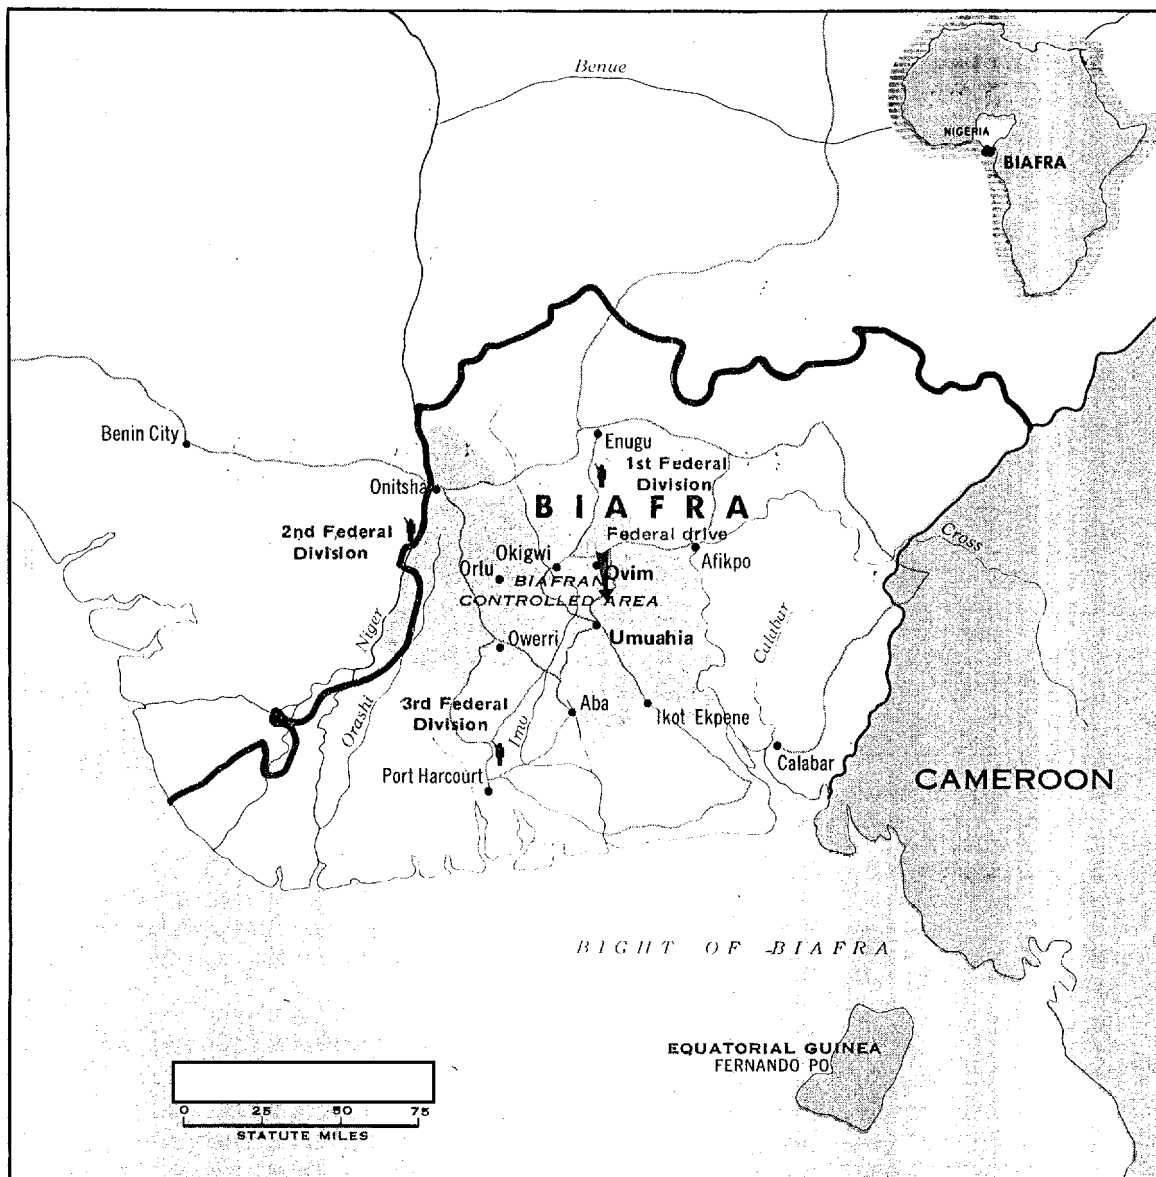 Benue
NIGERIA
BIAFRA
Benin City
Enugu
1st Federal
Division
Onitsha
BIAFRA
2nd Federal
Division
Federal drive
Cross
Okigwi
Afikpo
Orlu
Ovim
BIAFRAN
CONTROLLED AREA
Niger
Calabar
Umuahia
Owerri
Orashi
3rd Federal
Division
Imo
Aba
Ikot Ekpene
Port Harcourt
Calabar
CAMEROON
BIGHT OF BIAFRA
EQUATORIAL GUINEA
FERNANDO PO
0 25 50 75
STATUTE MILES